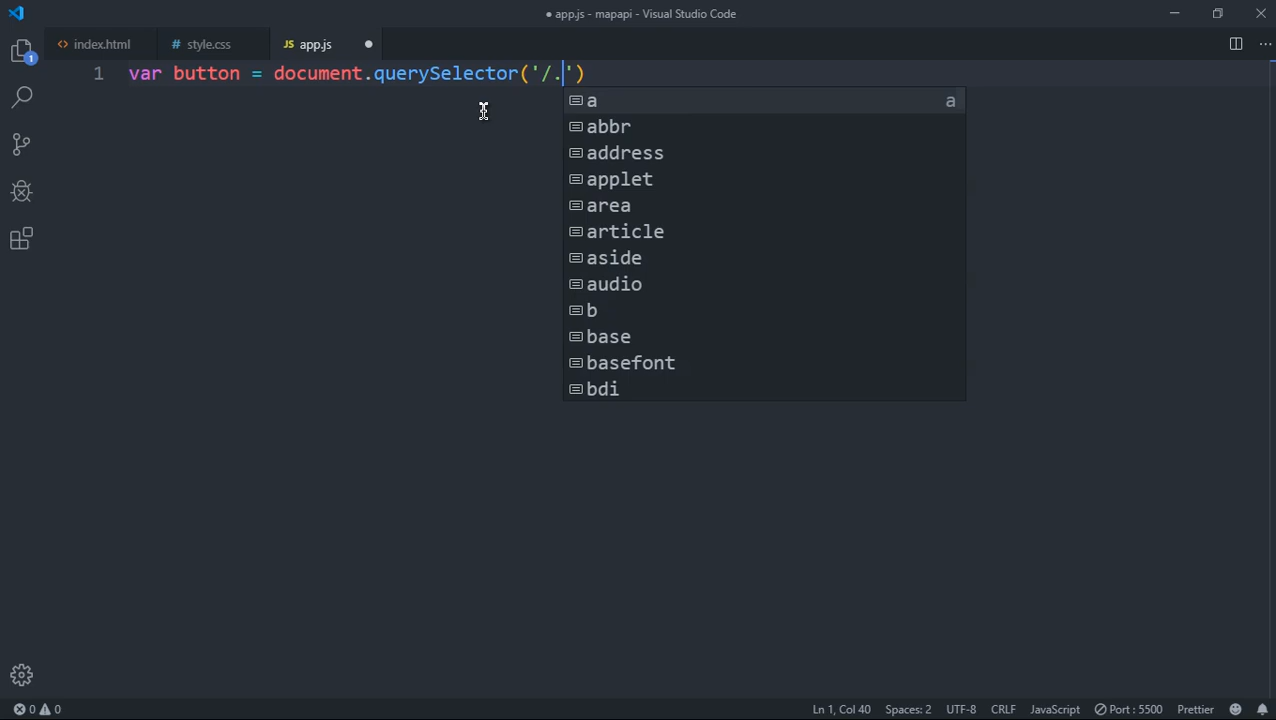 ● app.js - mapapi - Visual Studio Code
<> index.html
# style.css
JS app.js ●
1
1 var button = document.querySelector('/.')
a a
abbr
address
applet
area
article
aside
audio
b
base
basefont
bdi
0 0
Ln 1, Col 40 Spaces: 2 UTF-8 CRLF JavaScript Port : 5500 Prettier